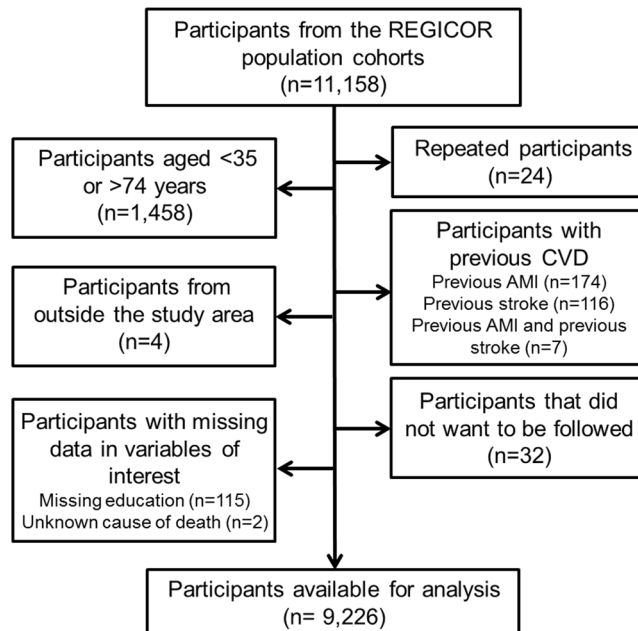 Participants from the REGICOR
population cohorts
(n=11,158)
Repeated participants
(n=24)
Participants aged <35
or >74 years
(n=1,458)
Participants with
previous CVD
Previous AMI (n=174)
Previous stroke (n=116)
Previous AMI and previous
stroke (n=7)
Participants from
outside the study area
(n=4)
Participants that did
not want to be followed
(n=32)
Participants with missing
data in variables of
interest
Missing education (n=115)
Unknown cause of death (n=2)
Participants available for analysis
(n= 9,226)